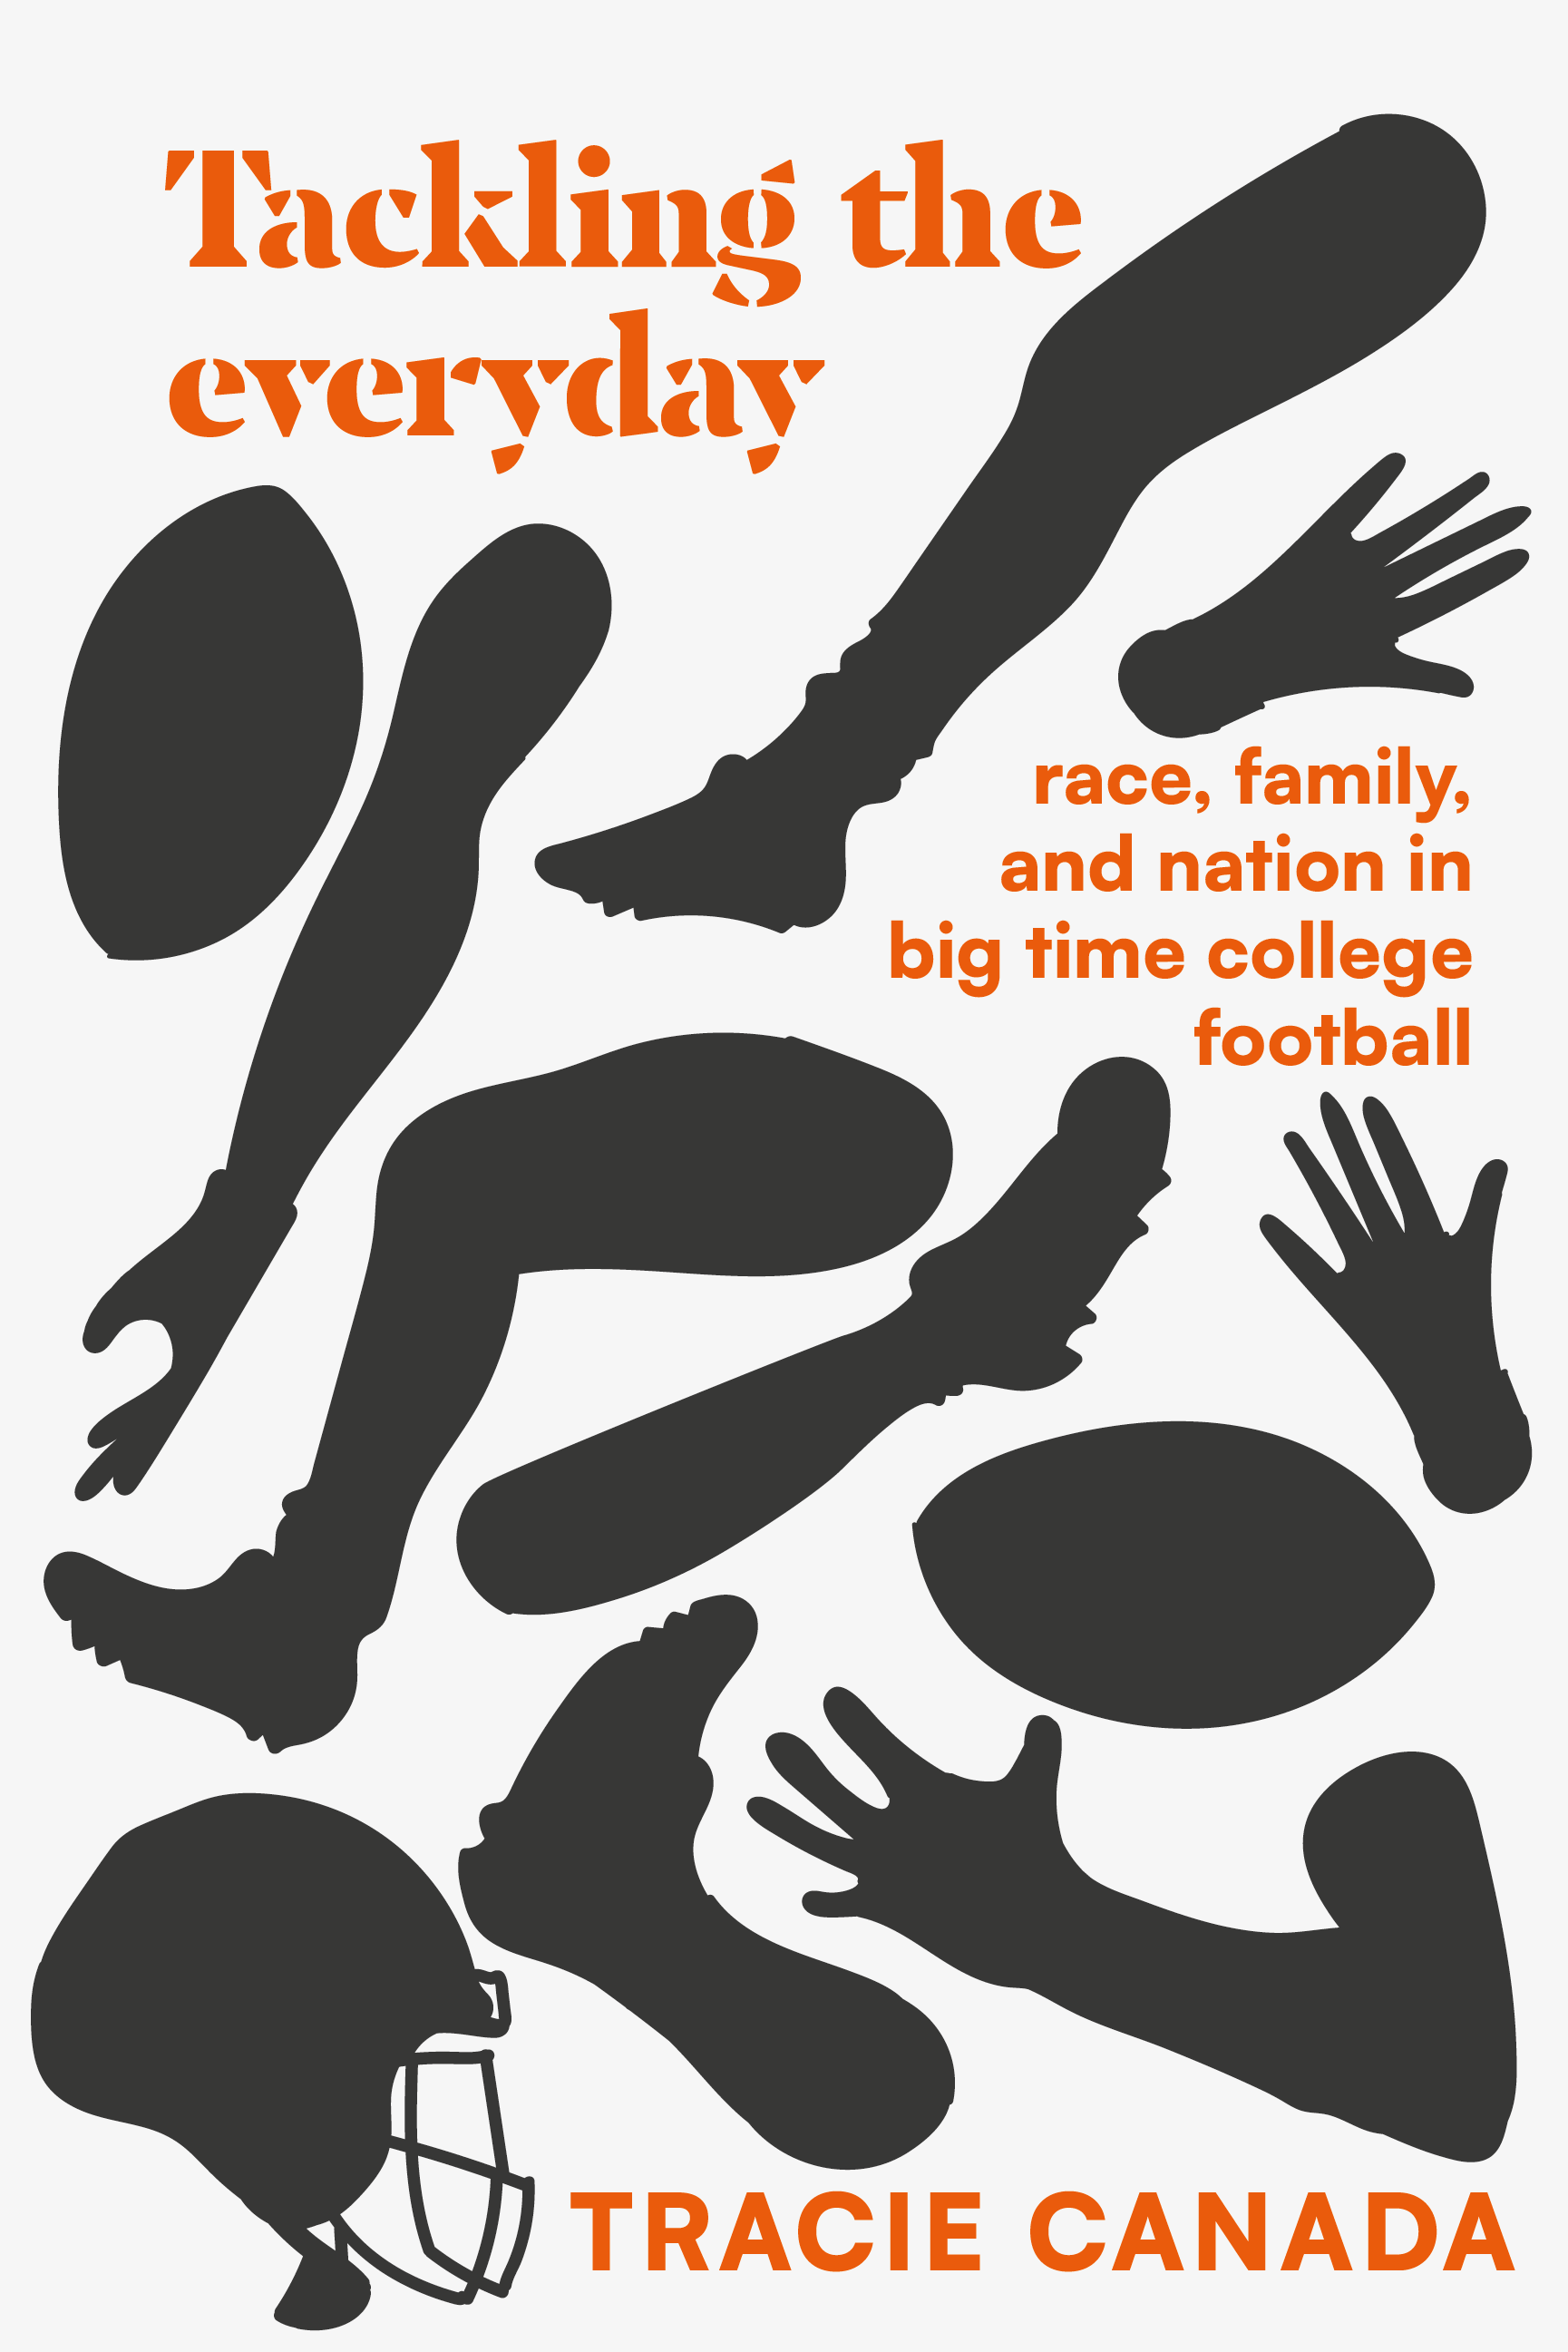 Tackling the
everyday
race, family,
and nation in
big time college
football
TRACIE CANADA